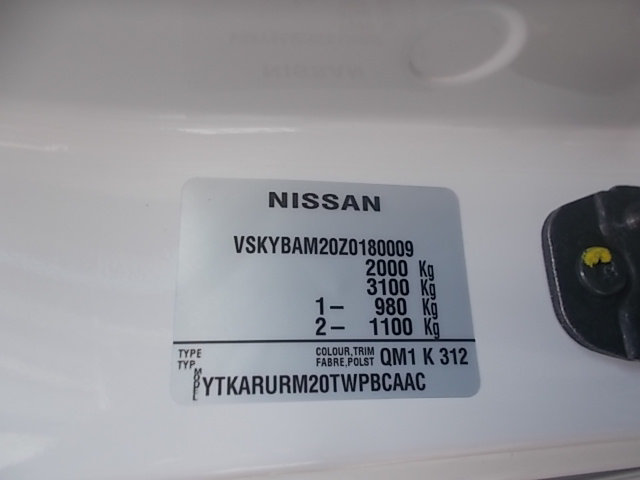 NISSAN
VSKYBAM20Z0180009
2000 Kg
3100 Kg
1– 980 Kg
2– 1100 Kg
TYPE COLOUR,TRIM QM1 K 312
TYP. FABRE,POLST
MODEL YTKARURM20TWPBCAAC